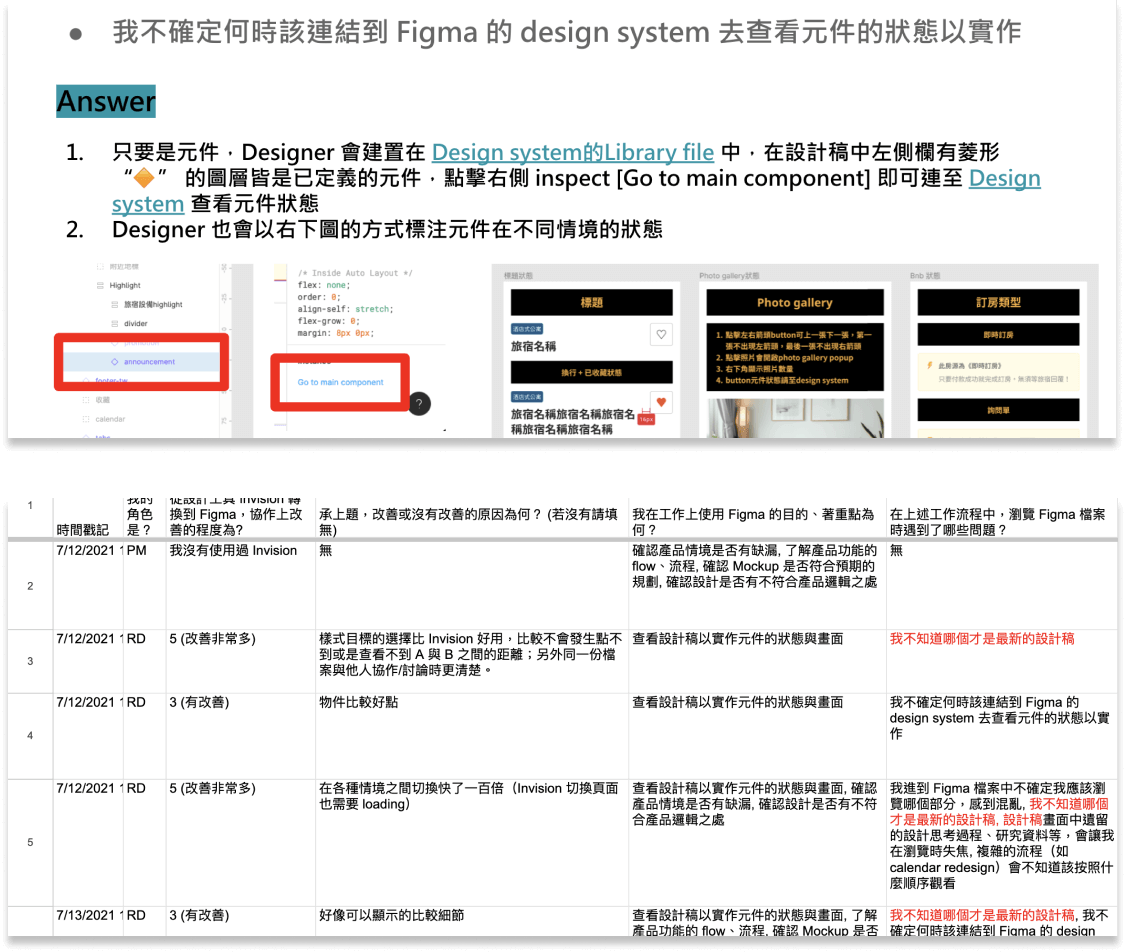 ● 我不確定何時該連結到 Figma 的 design system 去查看元件的狀態以實作
Answer
1. 只要是元件，Designer 會建置在 Design system的Library file 中，在設計稿中左側欄有菱形
“🔶” 的圖層皆是已定義的元件，點擊右側 inspect [Go to main component] 即可連至 Design
system 查看元件狀態
2. Designer 也會以右下圖的方式標注元件在不同情境的狀態
附近地標
Highlight
旅宿設備highlight
divider
promotion
announcement
footer-tw
收藏
calendar
tabs
/* Inside Auto Layout */
flex: none;
order: 0;
align-self: stretch;
flex-grow: 0;
margin: 8px 0px;
Go to main component
?
標題狀態
標題
酒店式公寓
旅宿名稱
換行 + 已收藏狀態
酒店式公寓
旅宿名稱旅宿名稱旅宿名
稱旅宿名稱旅宿名稱
16px
Photo gallery狀態
Photo gallery
1. 點擊左右箭頭button可上一張下一張，第一
張不出現左箭頭，最後一張不出現右箭頭
2. 點擊照片會開啟photo gallery popup
3. 右下角顯示照片數量
4. button元件狀態請至design system
Bnb 狀態
訂房類型
即時訂房
此房源為《即時訂房》
只要付款成功就完成訂房，無須等旅宿回覆！
詢問單
1
時間戳記
我的
角色
是？
從設計工具 Invision 轉
換到 Figma，協作上改
善的程度為?
承上題，改善或沒有改善的原因為何？ (若沒有請填
無)
我在工作上使用 Figma 的目的、著重點為
何？
在上述工作流程中，瀏覽 Figma 檔案
時遇到了哪些問題？
2
7/12/2021 1
PM
我沒有使用過 Invision
無
確認產品情境是否有缺漏, 了解產品功能的
flow、流程, 確認 Mockup 是否符合預期的
規劃, 確認設計是否有不符合產品邏輯之處
無
3
7/12/2021 1
RD
5 (改善非常多)
樣式目標的選擇比 Invision 好用，比較不會發生點不
到或是查看不到 A 與 B 之間的距離；另外同一份檔
案與他人協作/討論時更清楚。
查看設計稿以實作元件的狀態與畫面
我不知道哪個才是最新的設計稿
4
7/12/2021 1
RD
3 (有改善)
物件比較好點
查看設計稿以實作元件的狀態與畫面
我不確定何時該連結到 Figma 的
design system 去查看元件的狀態以實
作
5
7/12/2021 1
RD
5 (改善非常多)
在各種情境之間切換快了一百倍（Invision 切換頁面
也需要 loading）
查看設計稿以實作元件的狀態與畫面, 確認
產品情境是否有缺漏, 確認設計是否有不符
合產品邏輯之處
我進到 Figma 檔案中不確定我應該瀏
覽哪個部分，感到混亂, 我不知道哪個
才是最新的設計稿, 設計稿畫面中遺留
的設計思考過程、研究資料等，會讓我
在瀏覽時失焦, 複雜的流程（如
calendar redesign）會不知道該按照什
麼順序觀看
7/13/2021 1
RD
3 (有改善)
好像可以顯示的比較細節
查看設計稿以實作元件的狀態與畫面, 了解
產品功能的 flow、流程, 確認 Mockup 是否
我不知道哪個才是最新的設計稿, 我不
確定何時該連結到 Figma 的 design